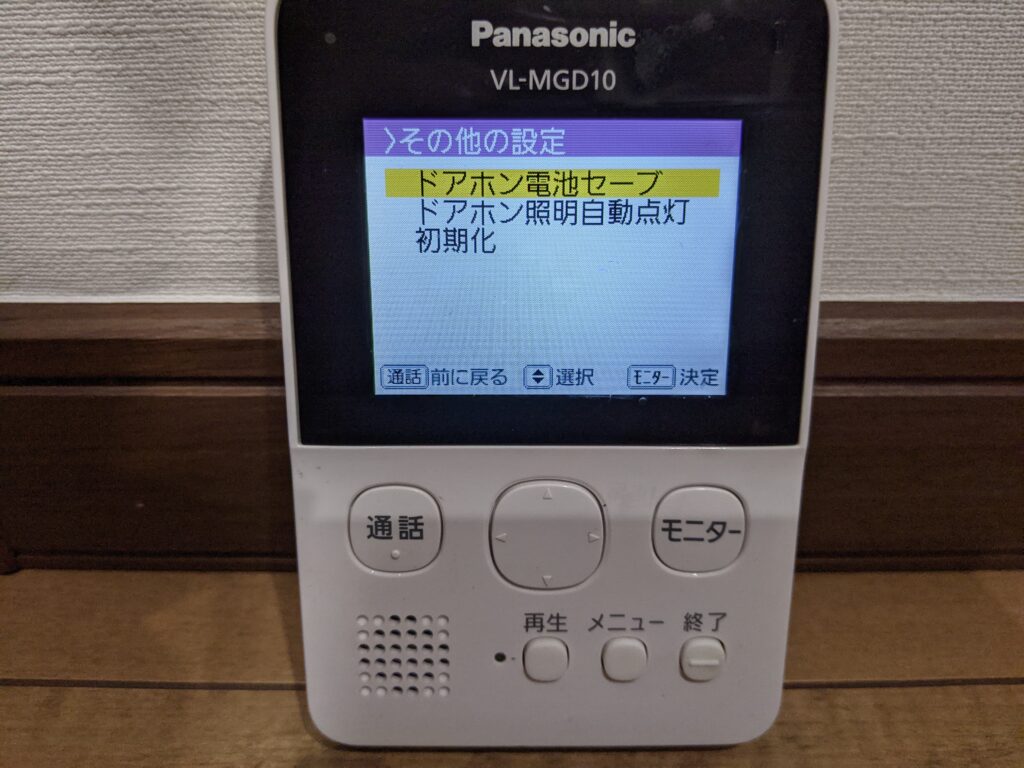 Panasonic
VL-MGD10
>その他の設定
ドアホン電池セーブ
ドアホン照明自動点灯
初期化
通話 前に戻る 選択 モニター 決定
通話 モニター
再生 メニュー 終了